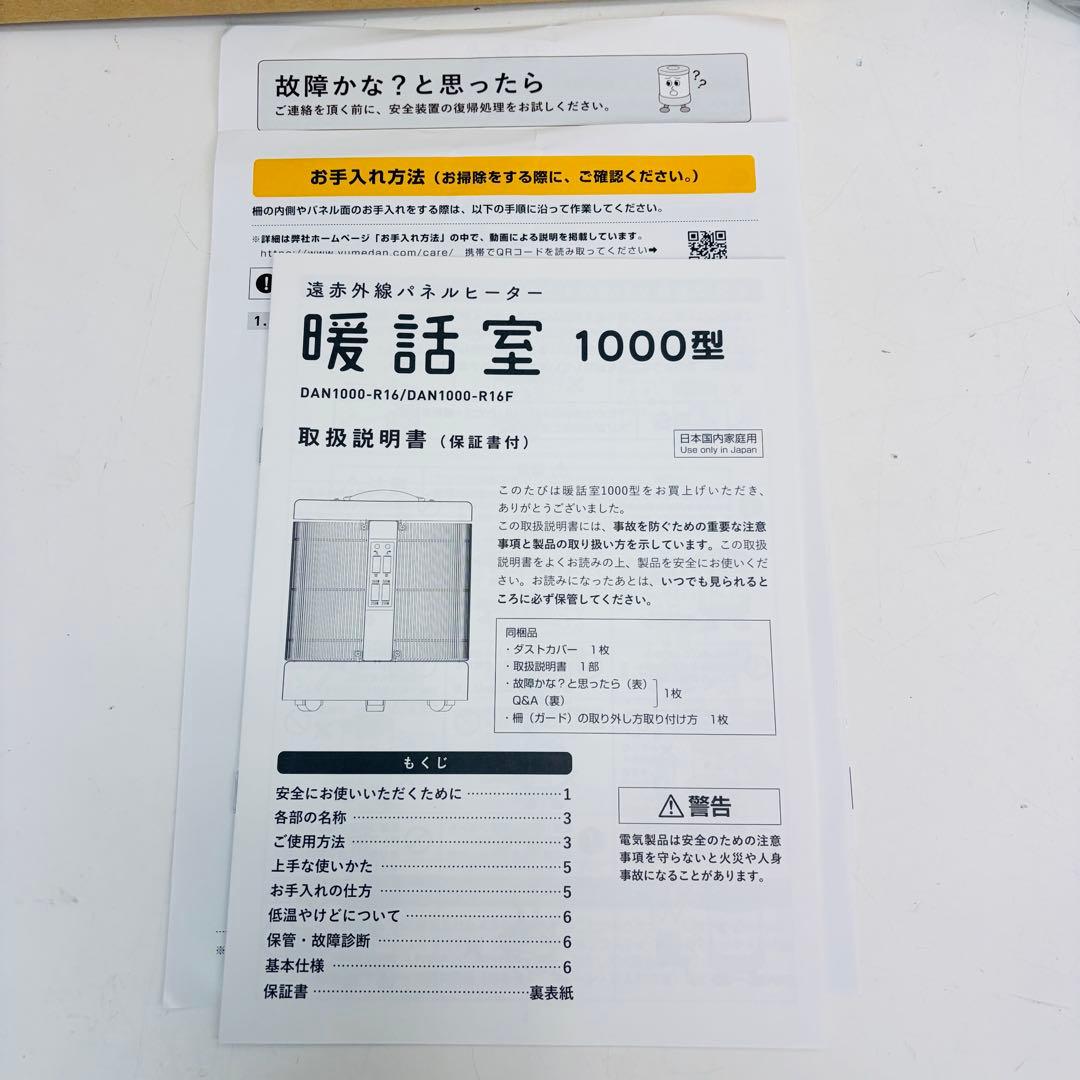 故障かな？と思ったら
ご連絡を頂く前に、安全装置の復帰処理をお試しください。
??
お手入れ方法（お掃除をする際に、ご確認ください。）
柵の内側やパネル面のお手入れをする際は、以下の手順に沿って作業してください。
※詳細は弊社ホームページ「お手入れ方法」の中で、動画による説明を掲載しています。
https://www.yumedan.com/care/ 携帯でQRコードを読み取ってください➡
1.
遠赤外線パネルヒーター
暖話室 1000型
DAN1000-R16/DAN1000-R16F
取扱説明書（保証書付）
日本国内家庭用
Use only in Japan
このたびは暖話室1000型をお買上げいただき、
ありがとうございました。
この取扱説明書には、事故を防ぐための重要な注意
事項と製品の取り扱い方を示しています。この取扱
説明書をよくお読みの上、製品を安全にお使いくだ
さい。お読みになったあとは、いつでも見られると
ころに必ず保管してください。
同梱品
・ダストカバー 1枚
・取扱説明書 1部
・故障かな？と思ったら（表）
Q&A（裏）
1枚
・柵（ガード）の取り外し方取り付け方 1枚
もくじ
安全にお使いいただくために…………………1
各部の名称…………………3
ご使用方法…………………3
上手な使いかた…………………5
お手入れの仕方…………………5
低温やけどについて…………………6
保管・故障診断…………………6
基本仕様…………………6
保証書…………………裏表紙
⚠警告
電気製品は安全のための注意
事項を守らないと火災や人身
事故になることがあります。